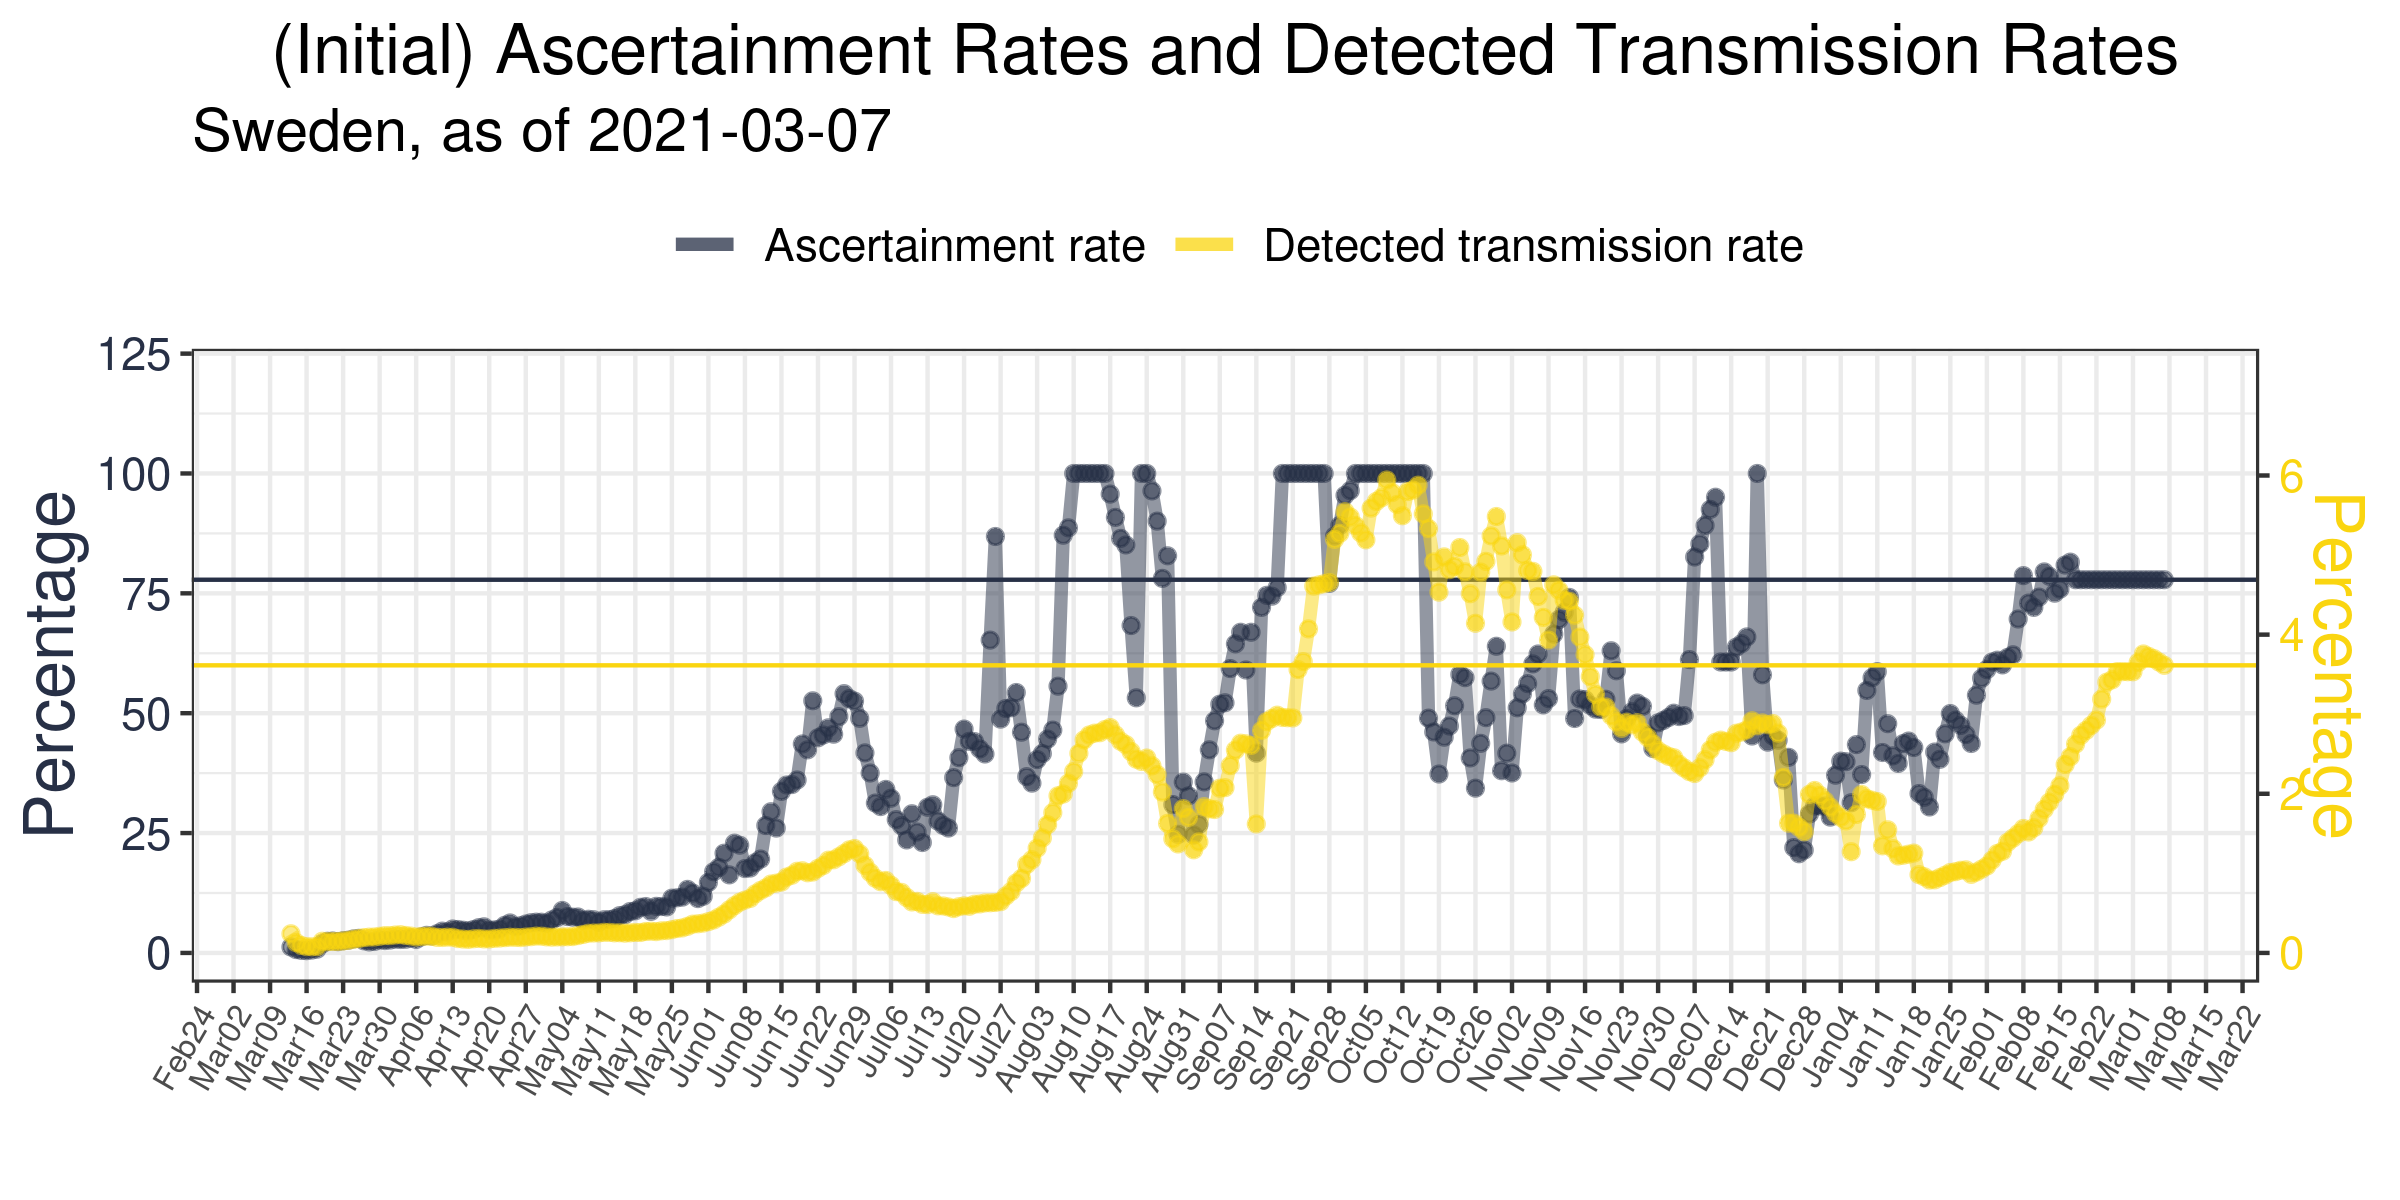 (Initial) Ascertainment Rates and Detected Transmission Rates
Sweden, as of 2021-03-07
Ascertainment rate Detected transmission rate
125
100
75
50
25
0
Percentage
6
4
2
0
Percentage
Feb24 Mar02 Mar09 Mar16 Mar23 Mar30 Apr06 Apr13 Apr20 Apr27 May04 May11 May18 May25 Jun01 Jun08 Jun15 Jun22 Jun29 Jul06 Jul13 Jul20 Jul27 Aug03 Aug10 Aug17 Aug24 Aug31 Sep07 Sep14 Sep21 Sep28 Oct05 Oct12 Oct19 Oct26 Nov02 Nov09 Nov16 Nov23 Nov30 Dec07 Dec14 Dec21 Dec28 Jan04 Jan11 Jan18 Jan25 Feb01 Feb08 Feb15 Feb22 Mar01 Mar08 Mar15 Mar22